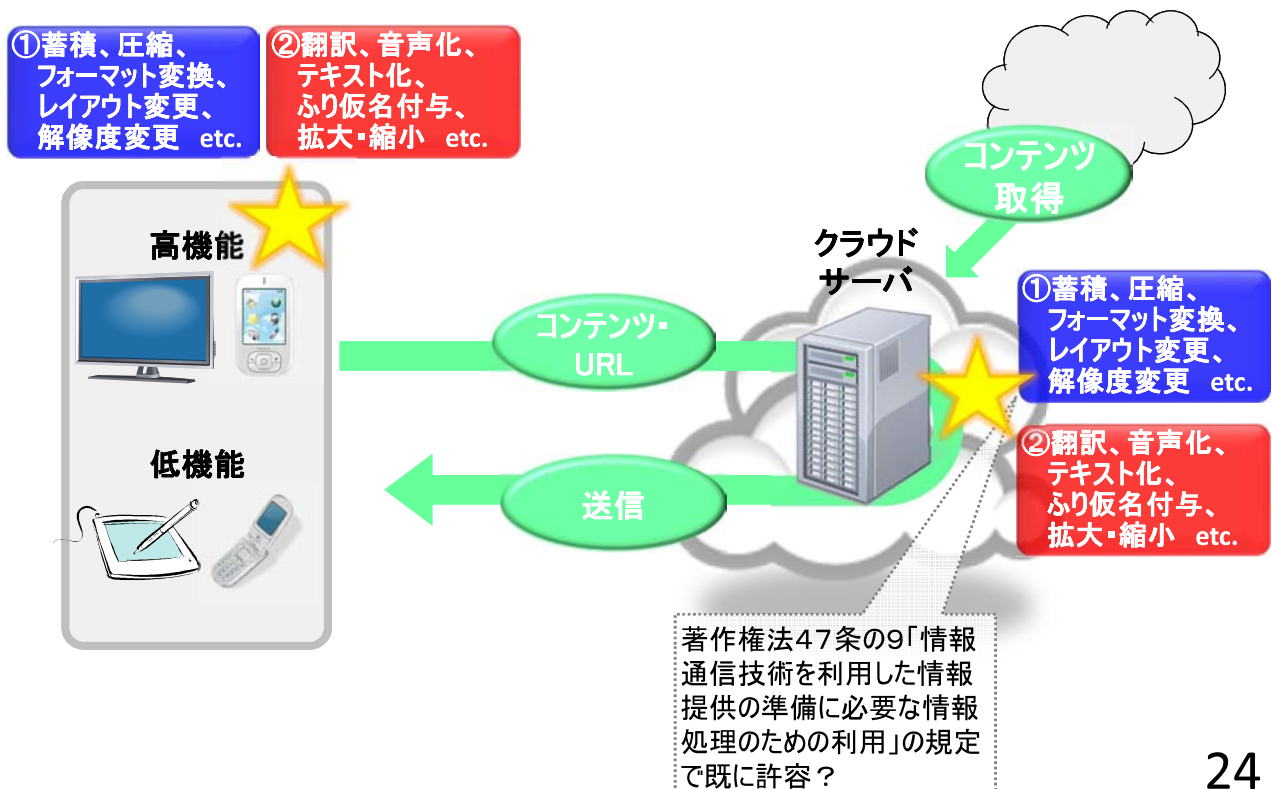 ①蓄積、圧縮、
フォーマット変換、
レイアウト変更、
解像度変更 etc.
②翻訳、音声化、
テキスト化、
ふり仮名付与、
拡大・縮小 etc.
コンテンツ
取得
高機能
クラウド
サーバ
コンテンツ・
URL
①蓄積、圧縮、
フォーマット変換、
レイアウト変更、
解像度変更 etc.
低機能
送信
②翻訳、音声化、
テキスト化、
ふり仮名付与、
拡大・縮小 etc.
著作権法47条の9「情報
通信技術を利用した情報
提供の準備に必要な情報
処理のための利用」の規定
で既に許容?
24